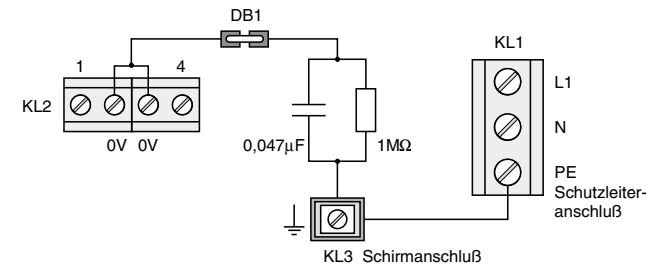 DB1
KL1
1
4
L1
KL2
N
0V 0V
0,047µF
1MΩ
PE
Schutzleiter-
anschluß
KL3 Schirmanschluß